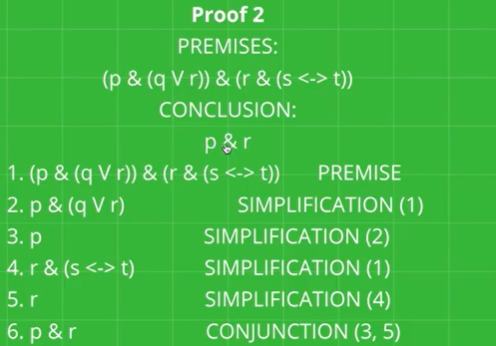 Proof 2
PREMISES:
(p & (q V r)) & (r & (s <-> t))
CONCLUSION:
p & r
1. (p & (q V r)) & (r & (s <-> t)) PREMISE
2. p & (q V r) SIMPLIFICATION (1)
3. p SIMPLIFICATION (2)
4. r & (s <-> t) SIMPLIFICATION (1)
5. r SIMPLIFICATION (4)
6. p & r CONJUNCTION (3, 5)